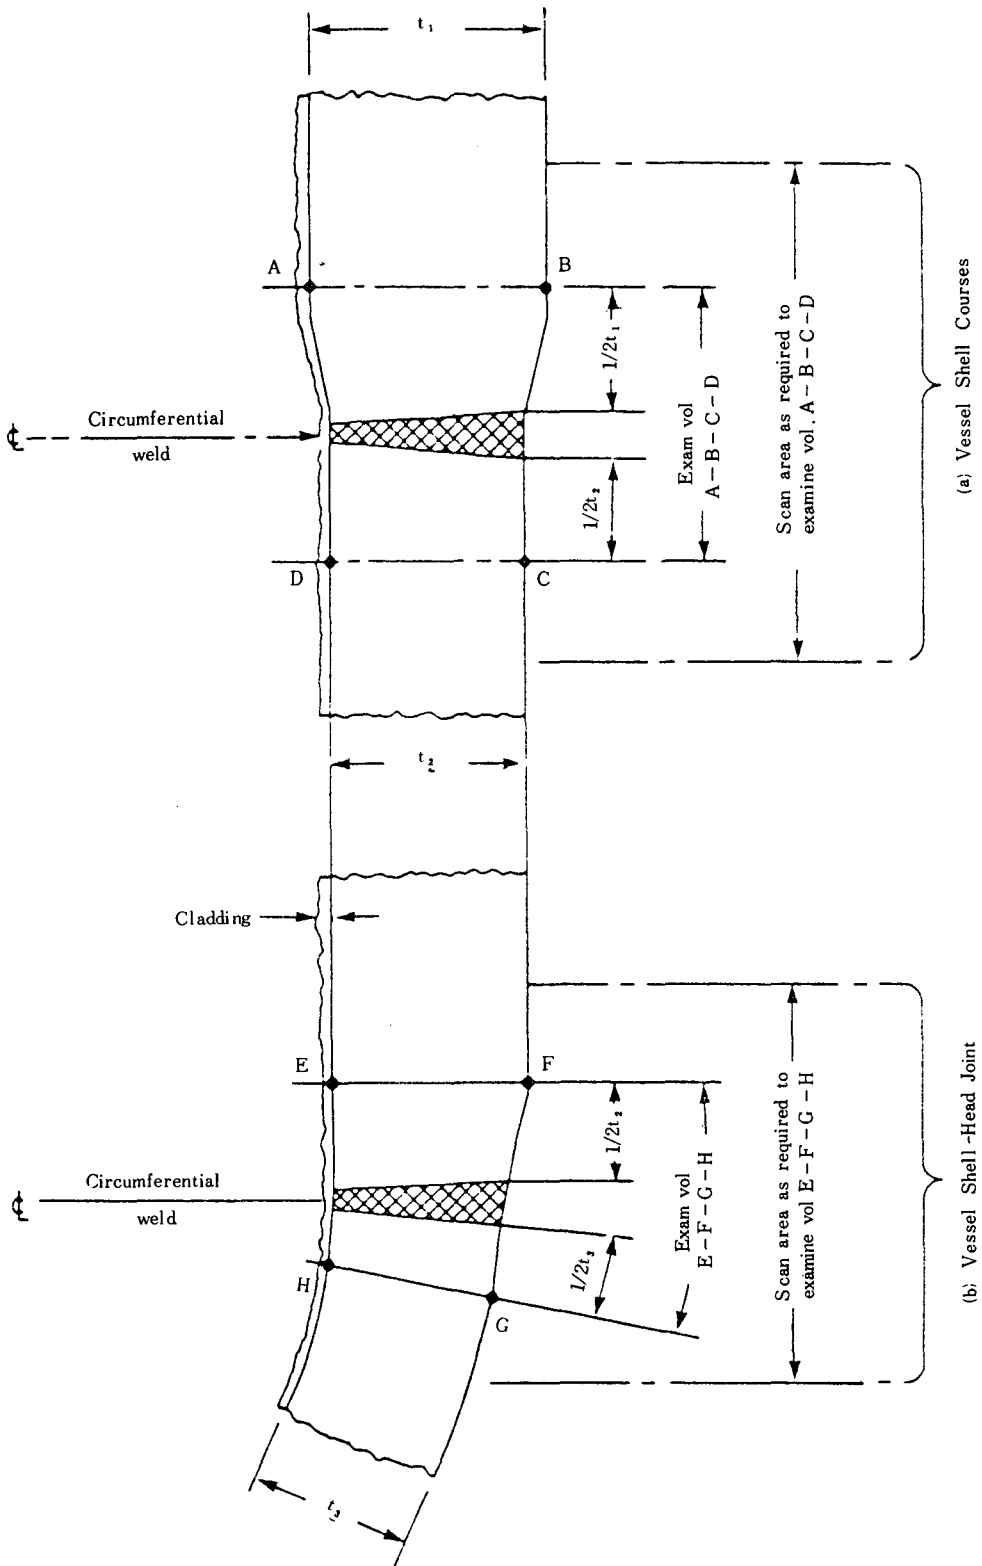 t₁
A
B
1/2t₁
Circumferential
weld
℄
1/2t₂
Exam vol
A-B-C-D
Scan area as required to
examine vol. A-B-C-D
(a) Vessel Shell Courses
D
C
t₂
Cladding
E
F
1/2t₂
Circumferential
weld
℄
1/2t₃
Exam vol
E-F-G-H
Scan area as required to
examine vol E-F-G-H
(b) Vessel Shell-Head Joint
H
G
t₃